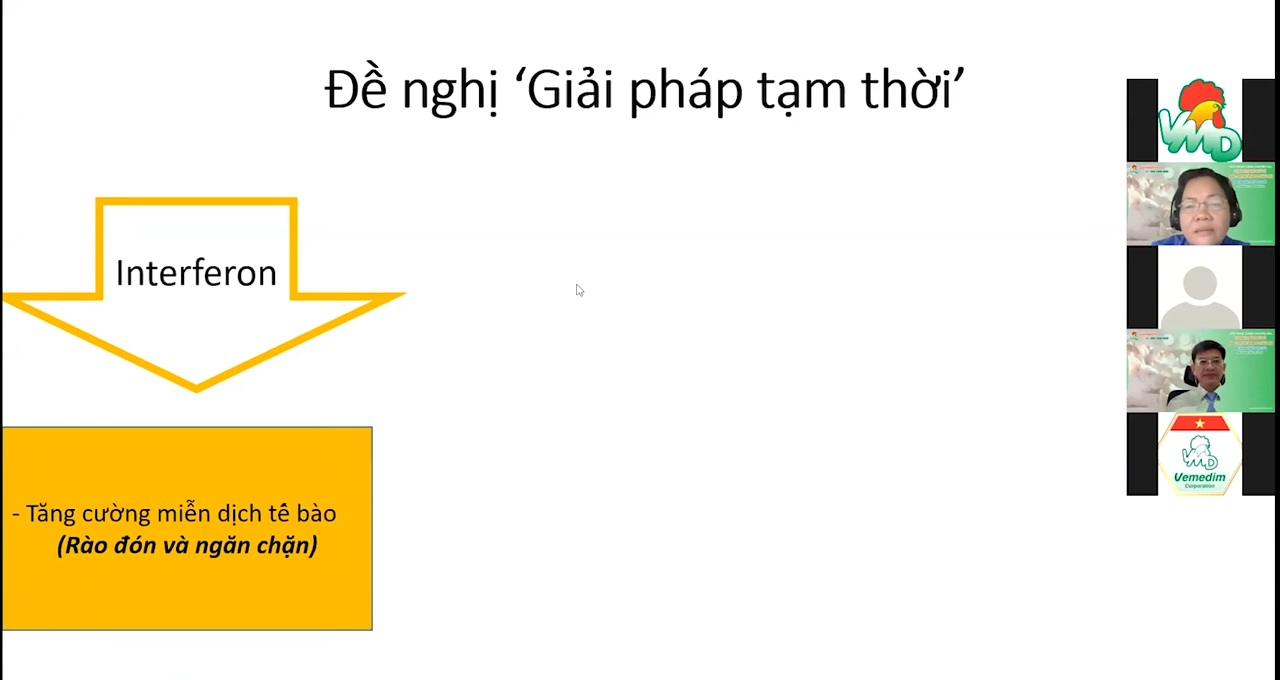 Đề nghị ‘Giải pháp tạm thời’
Interferon
- Tăng cường miễn dịch tế bào
(Rào đón và ngăn chặn)
VMD
VMD
Vemedim
Corporation